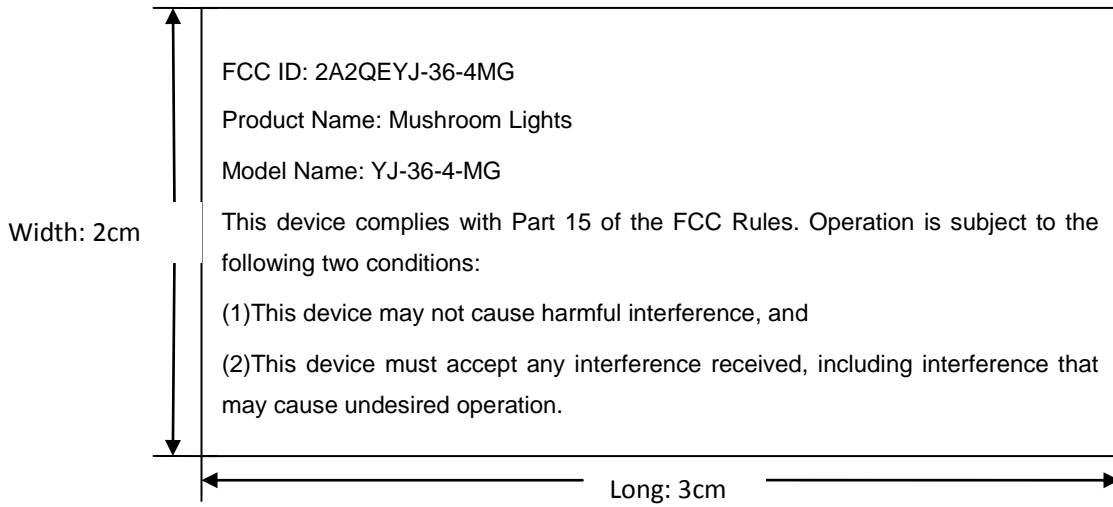 FCC ID: 2A2QEYJ-36-4MG
Product Name: Mushroom Lights
Model Name: YJ-36-4-MG
Width: 2cm
This device complies with Part 15 of the FCC Rules. Operation is subject to the
following two conditions:
(1)This device may not cause harmful interference, and
(2)This device must accept any interference received, including interference that
may cause undesired operation.
Long: 3cm